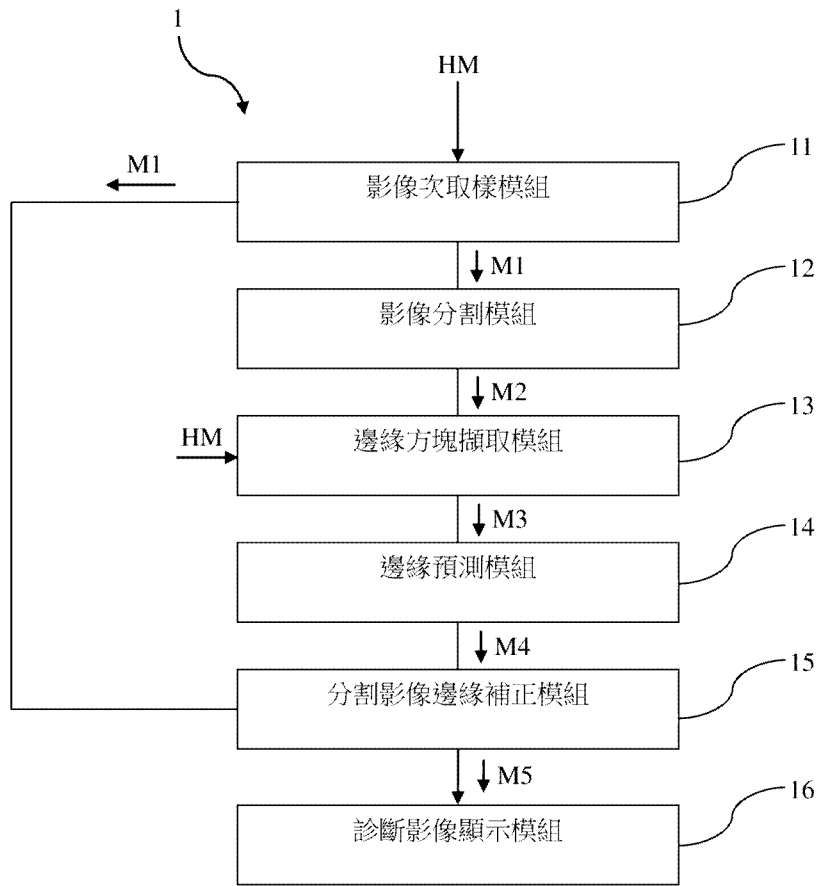 1
HM
M1
影像次取樣模組
11
M1
影像分割模組
12
M2
HM
邊緣方塊擷取模組
13
M3
邊緣預測模組
14
M4
分割影像邊緣補正模組
15
M5
診斷影像顯示模組
16